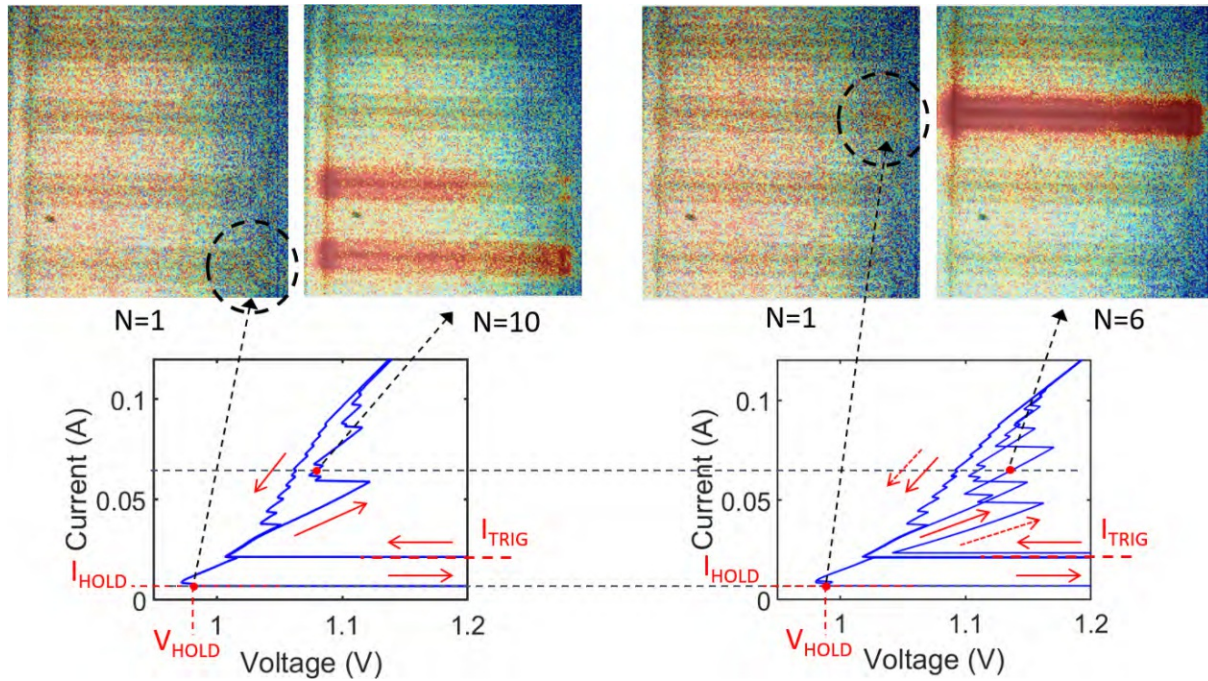 N=1
N=10
N=1
N=6
Current (A)
0.1
0.05
0
I_TRIG
I_HOLD
V_HOLD
1
1.1
1.2
Voltage (V)
Current (A)
0.1
0.05
0
I_TRIG
I_HOLD
V_HOLD
1
1.1
1.2
Voltage (V)